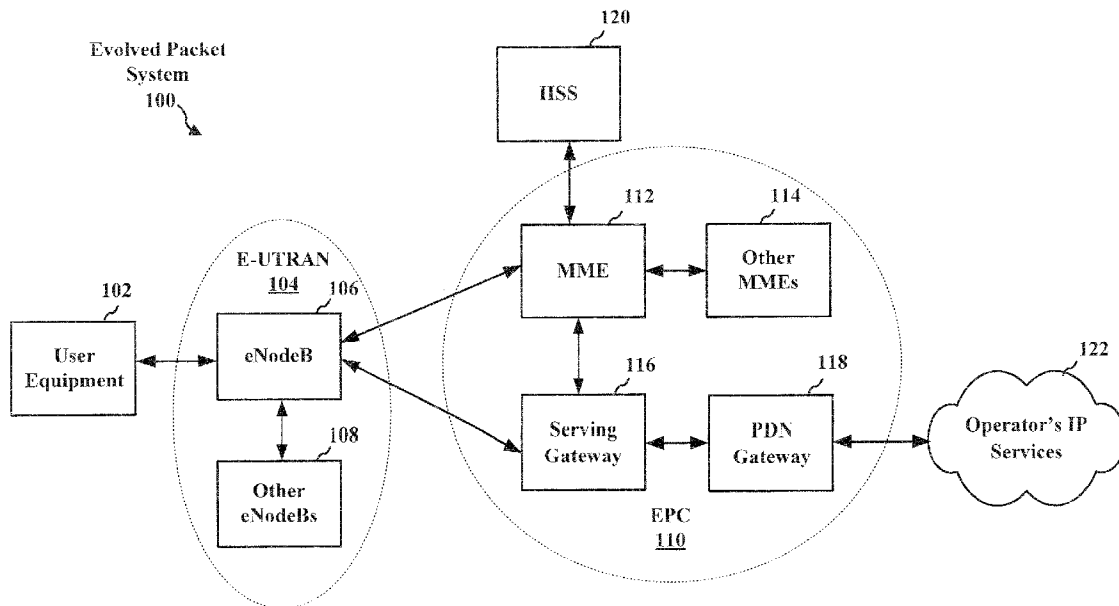 Evolved Packet
System
100
120
HSS
112
114
MME
Other
MMEs
E-UTRAN
104
106
102
User
Equipment
eNodeB
108
Other
eNodeBs
116
118
Serving
Gateway
PDN
Gateway
122
Operator's IP
Services
EPC
110